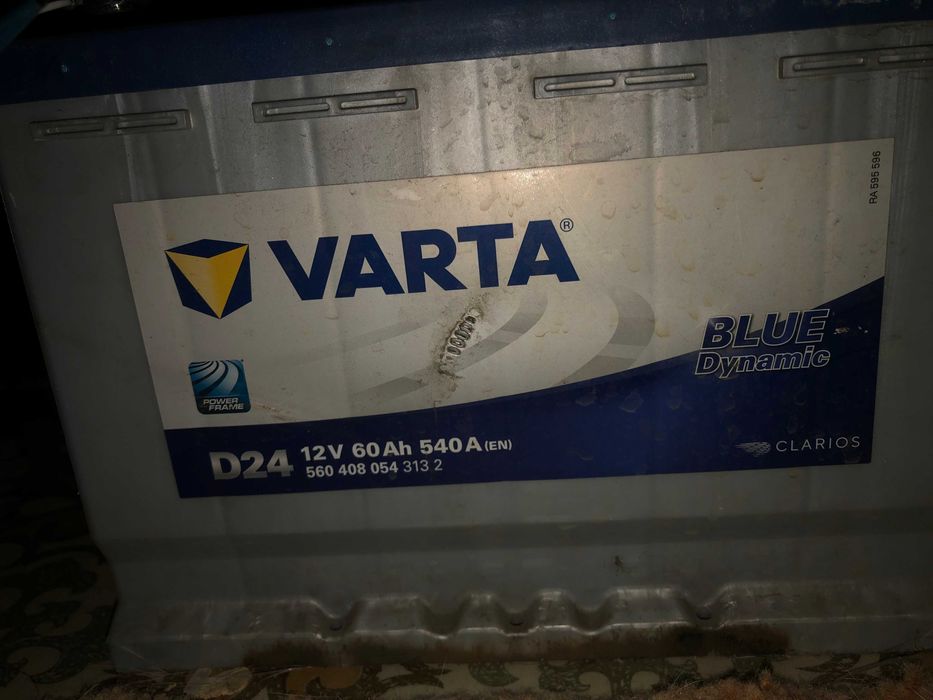 RA 595 596
VARTA®
BLUE
Dynamic
POWER
FRAME
D24 12V 60Ah 540A (EN)
560 408 054 313 2
CLARIOS